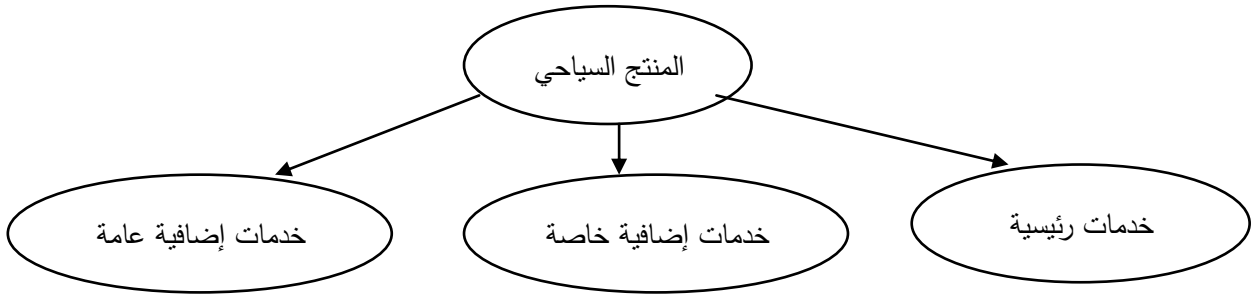 المنتج السياحي
خدمات رئيسية
خدمات إضافية خاصة
خدمات إضافية عامة